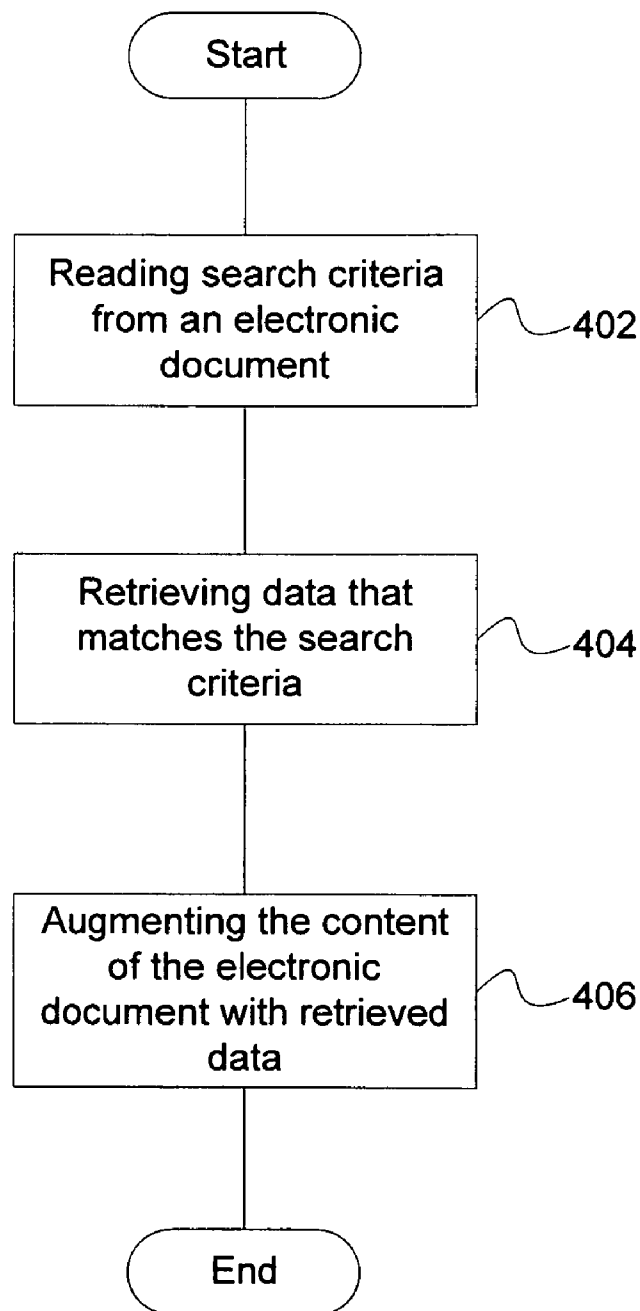 Start
Reading search criteria
from an electronic
document
402
Retrieving data that
matches the search
criteria
404
Augmenting the content
of the electronic
document with retrieved
data
406
End